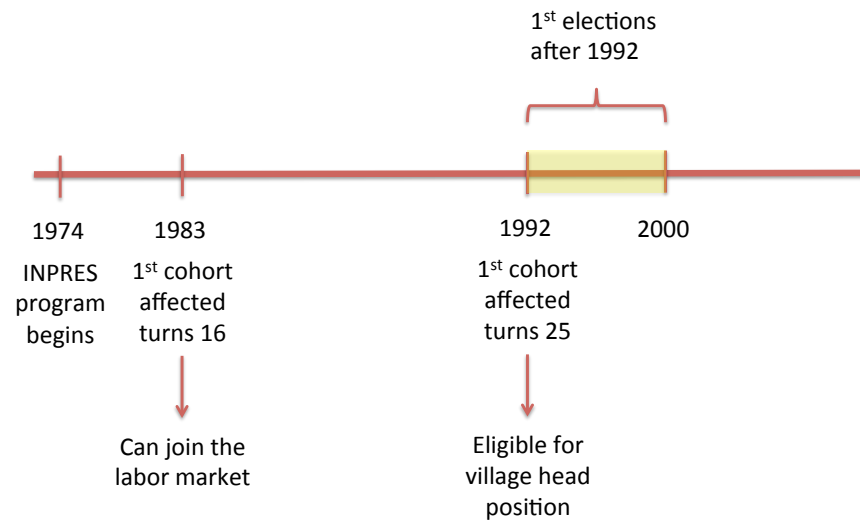 1st elections
after 1992
1974
1983
1992
2000
INPRES
program
begins
1st cohort
affected
turns 16
1st cohort
affected
turns 25
Can join the
labor market
Eligible for
village head
position